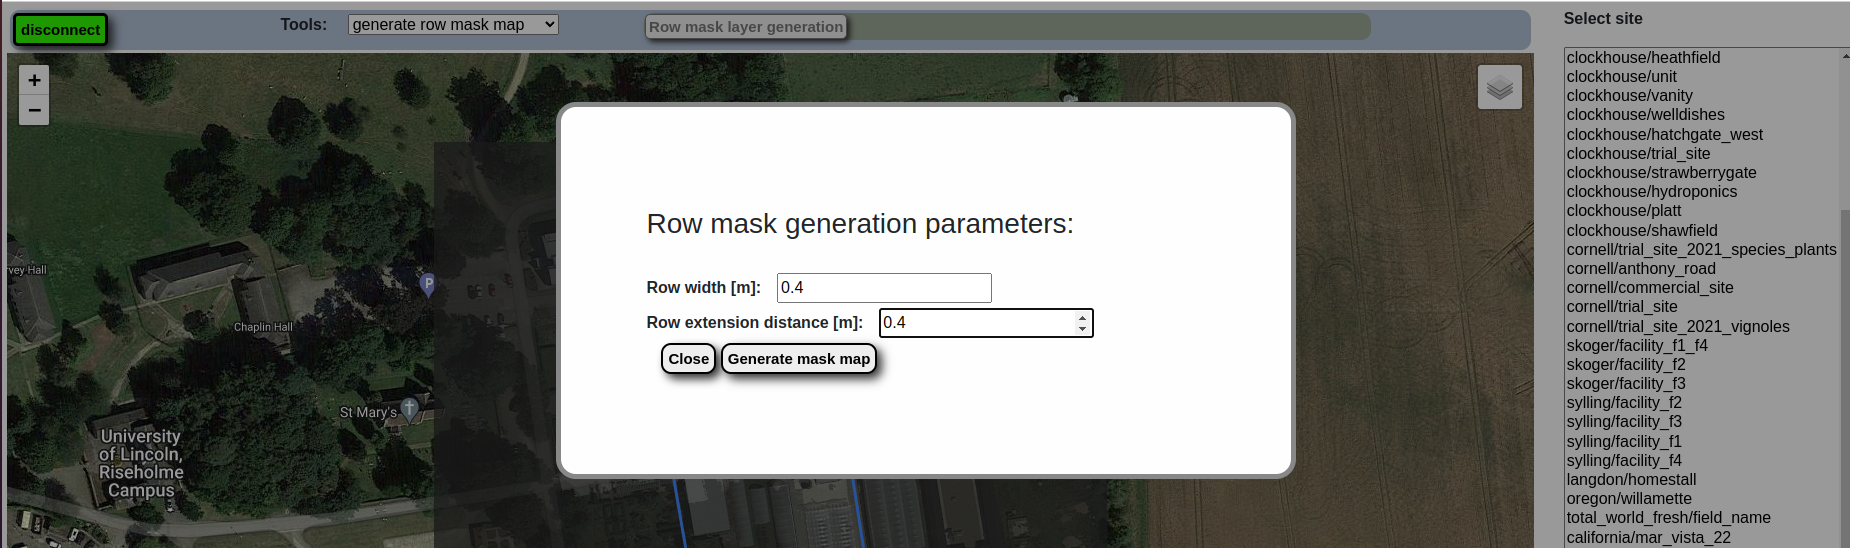 disconnect
Tools:
generate row mask map
Row mask layer generation
Select site
+
−
clockhouse/heathfield
clockhouse/unit
clockhouse/vanity
clockhouse/welldishes
clockhouse/hatchgate_west
clockhouse/trial_site
clockhouse/strawberrygate
clockhouse/hydroponics
clockhouse/platt
clockhouse/shawfield
cornell/trial_site_2021_species_plants
cornell/anthony_road
cornell/commercial_site
cornell/trial_site
cornell/trial_site_2021_vignoles
skoger/facility_f1_f4
skoger/facility_f2
skoger/facility_f3
sylling/facility_f2
sylling/facility_f3
sylling/facility_f1
sylling/facility_f4
langdon/homestall
oregon/willamette
total_world_fresh/field_name
california/mar_vista_22
Row mask generation parameters:
Row width [m]: 0.4
Row extension distance [m]: 0.4
Close
Generate mask map
rvey Hall
P
Chaplin Hall
St Mary's
University
of Lincoln,
Riseholme
Campus